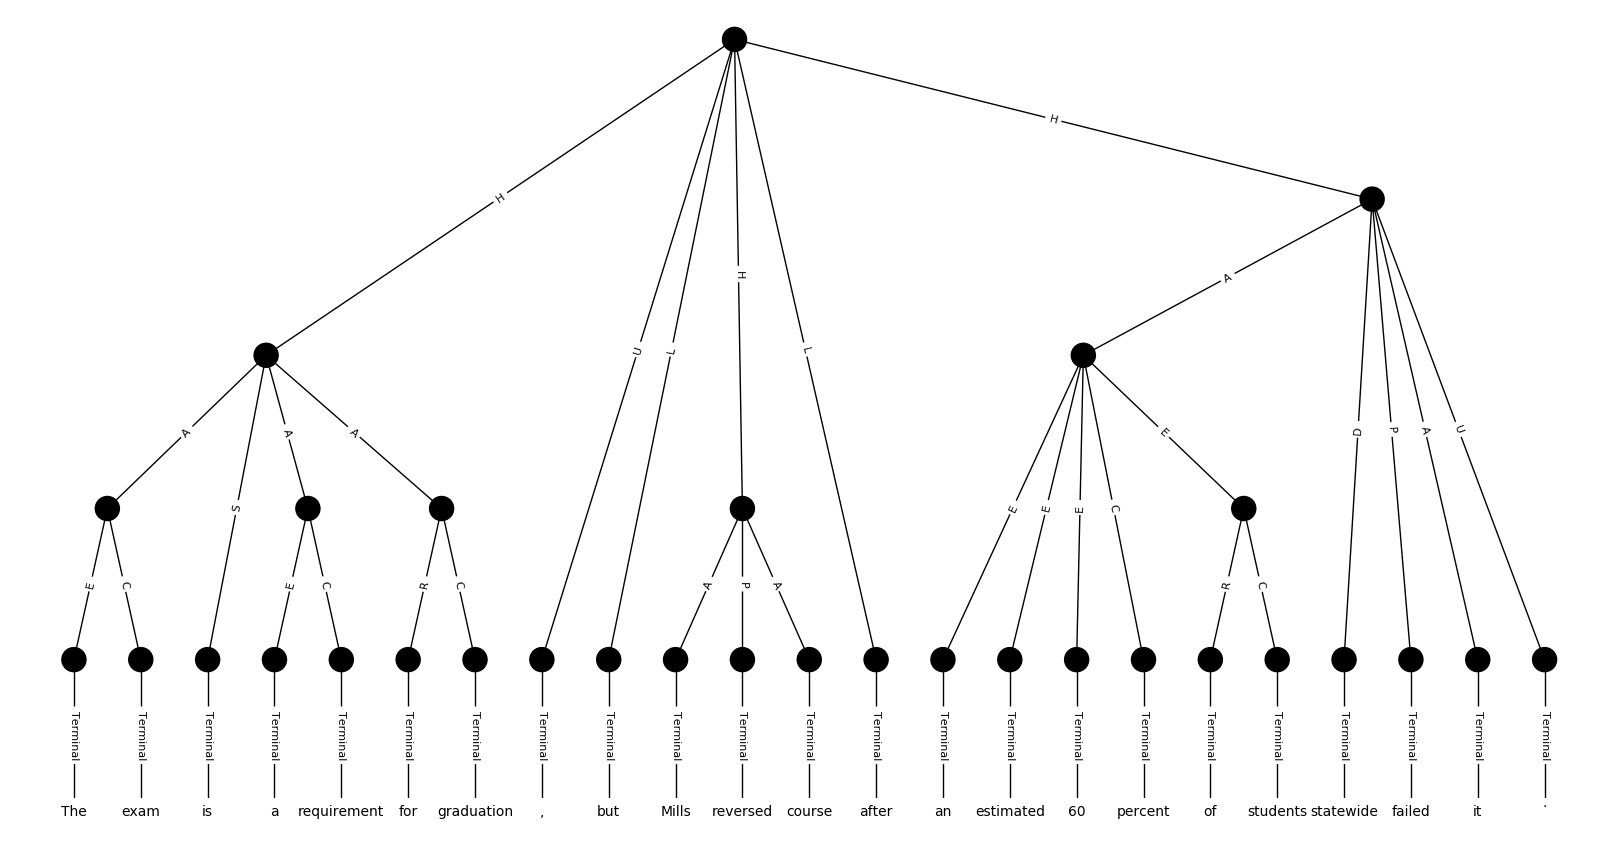 H
H
A
H
U
L
L
A
A
A
E
D
P
A
U
S
E
E
E
C
E
C
E
C
R
C
A
P
A
R
C
Terminal Terminal Terminal Terminal Terminal Terminal Terminal Terminal Terminal Terminal Terminal Terminal Terminal Terminal Terminal Terminal Terminal Terminal Terminal Terminal Terminal Terminal Terminal
The exam is a requirement for graduation , but Mills reversed course after an estimated 60 percent of students statewide failed it .